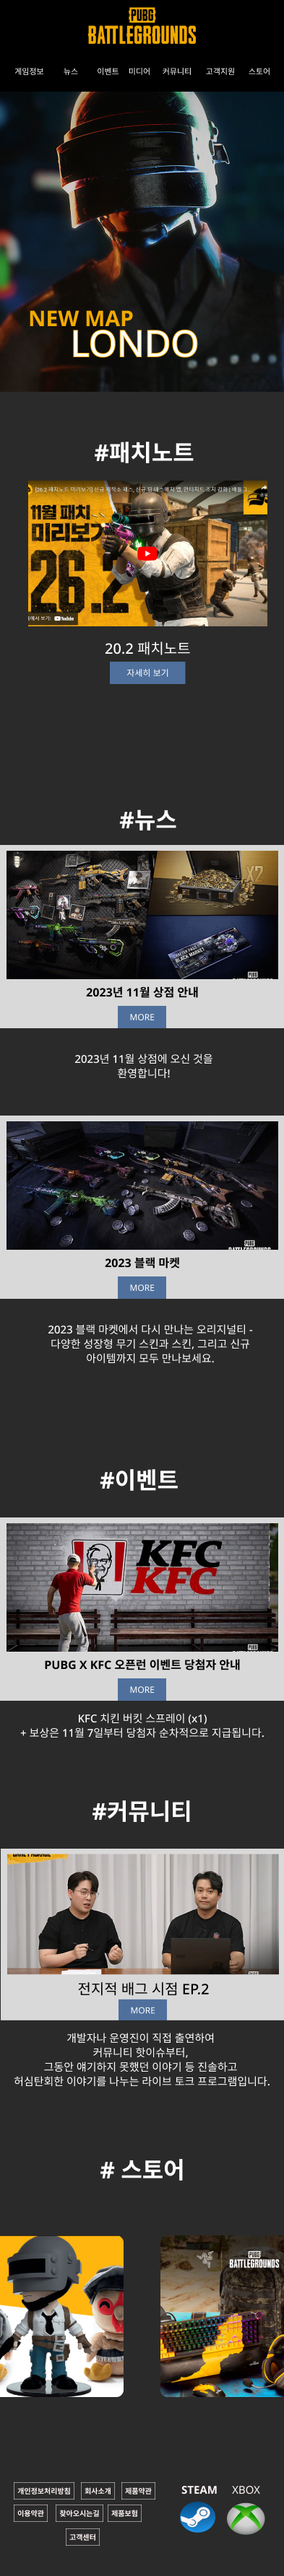 PUBG
BATTLEGROUNDS
게임정보 뉴스 이벤트 미디어 커뮤니티 고객지원 스토어
NEW MAP
LONDO
#패치노트
11월 패치
미리보기
26.2
YouTube
20.2 패치노트
자세히 보기
#뉴스
X2
BLACK MARKET
PUBG
2023년 11월 상점 안내
MORE
2023년 11월 상점에 오신 것을
환영합니다!
BATTLEGROUNDS
2023 블랙 마켓
MORE
2023 블랙 마켓에서 다시 만나는 오리지널티 -
다양한 성장형 무기 스킨과 스킨, 그리고 신규
아이템까지 모두 만나보세요.
#이벤트
KFC
KFC
PUBG
PUBG X KFC 오픈런 이벤트 당첨자 안내
MORE
KFC 치킨 버킷 스프레이 (x1)
+ 보상은 11월 7일부터 당첨자 순차적으로 지급됩니다.
#커뮤니티
PUBG
전지적 배그 시점 EP.2
MORE
개발자나 운영진이 직접 출연하여
커뮤니티 핫이슈부터,
그동안 얘기하지 못했던 이야기 등 진솔하고
허심탄회한 이야기를 나누는 라이브 토크 프로그램입니다.
# 스토어
PUBG
BATTLEGROUNDS
개인정보처리방침 회사소개 제품약관
이용약관 찾아오시는길 제품보험
고객센터
STEAM XBOX